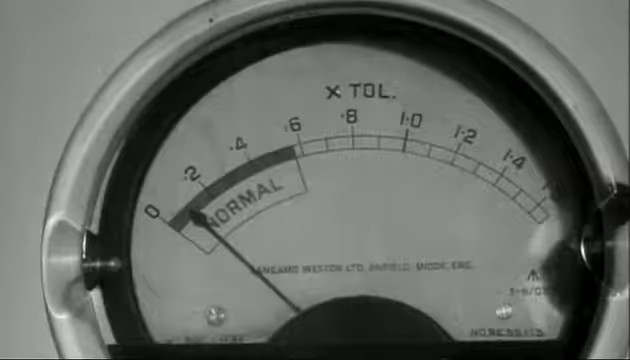 × TOL.
0 ·2 ·4 ·6 ·8 1·0 1·2 1·4
NORMAL
SANGAMO WESTON LTD. ENFIELD. MIDDX. ENG.